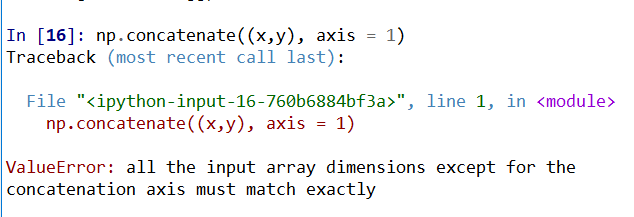 In [16]: np.concatenate((x,y), axis = 1)
Traceback (most recent call last):
File "<ipython-input-16-760b6884bf3a>", line 1, in <module>
np.concatenate((x,y), axis = 1)
ValueError: all the input array dimensions except for the
concatenation axis must match exactly